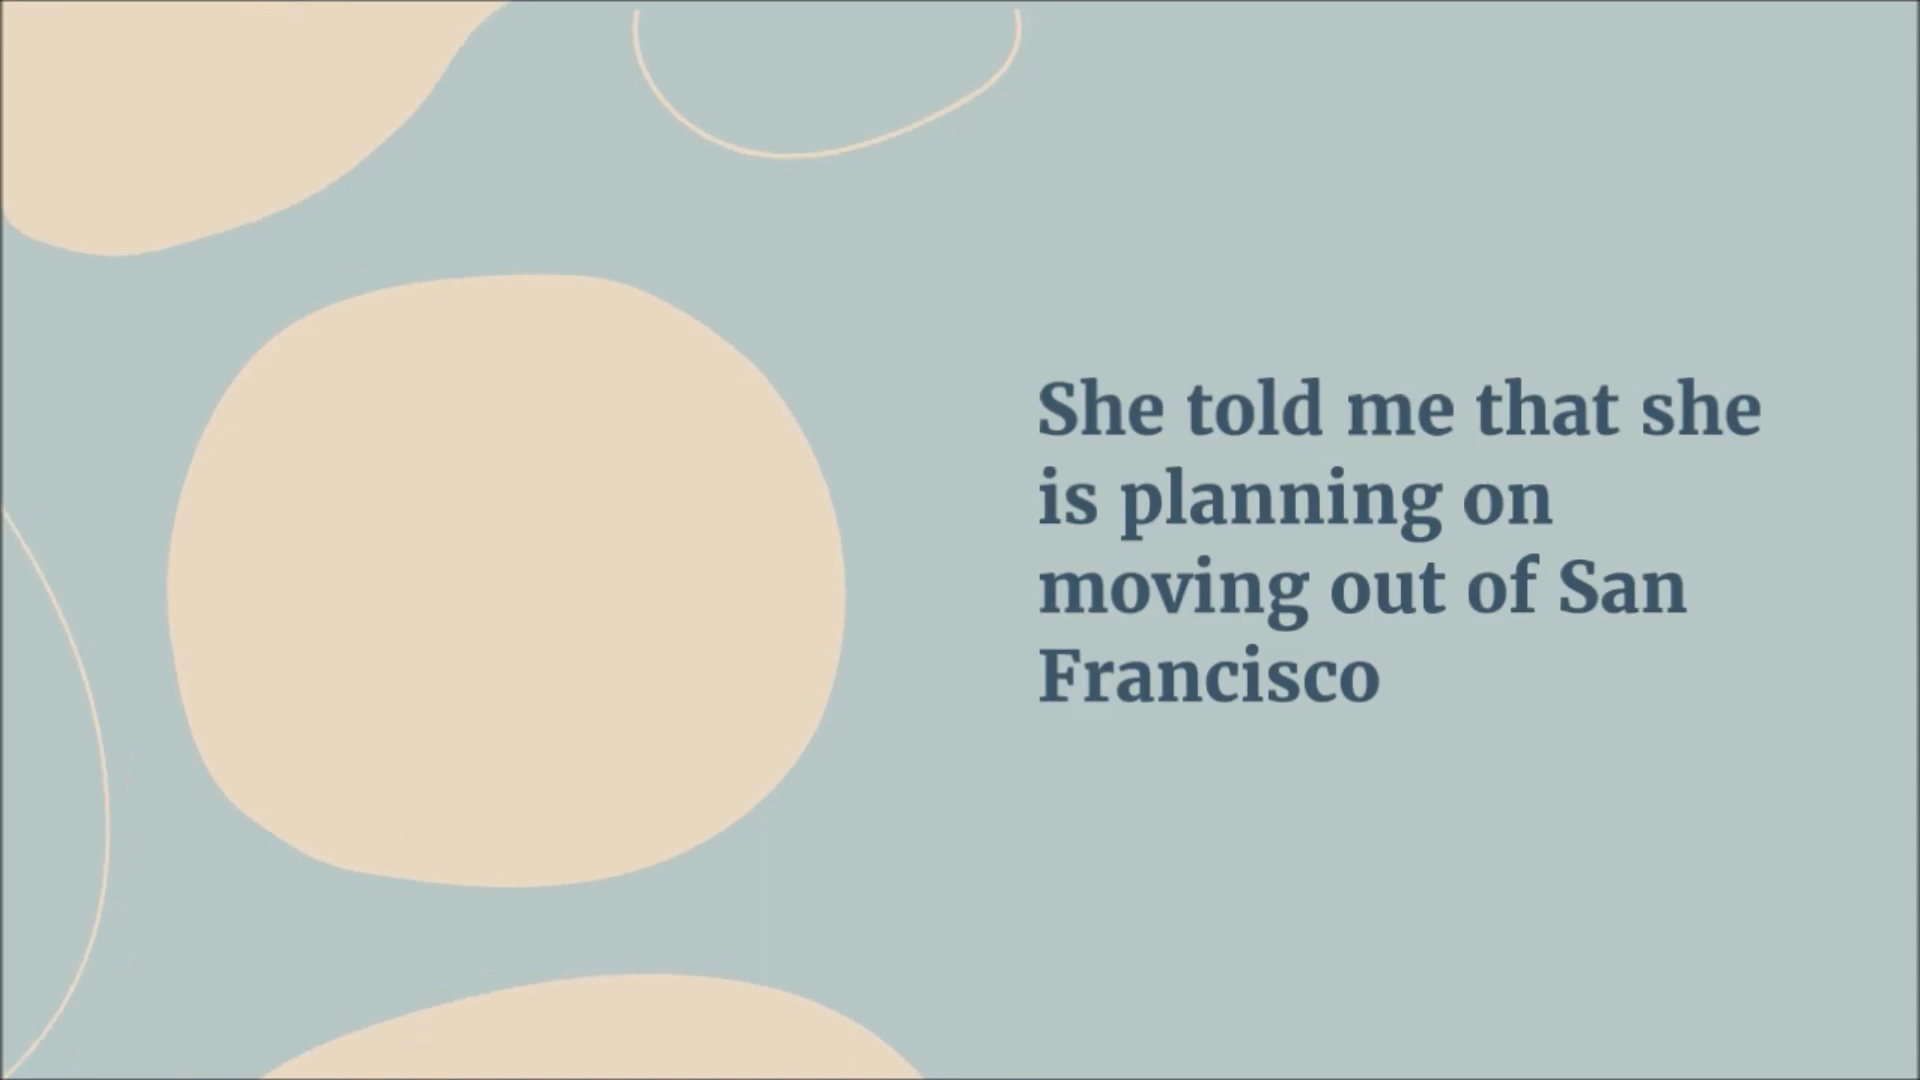 She told me that she
is planning on
moving out of San
Francisco